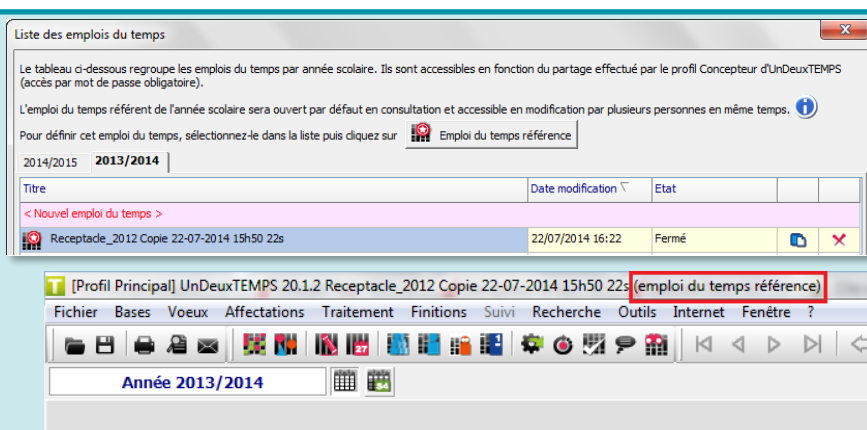 Liste des emplois du temps
Le tableau ci-dessous regroupe les emplois du temps par année scolaire. Ils sont accessibles en fonction du partage effectué par le profil Concepteur d'UnDeuxTEMPS
(accès par mot de passe obligatoire).
L'emploi du temps référent de l'année scolaire sera ouvert par défaut en consultation et accessible en modification par plusieurs personnes en même temps.
Pour définir cet emploi du temps, sélectionnez-le dans la liste puis cliquez sur Emploi du temps référence
2014/2015 2013/2014
Titre Date modification Etat
< Nouvel emploi du temps >
Receptacle_2012 Copie 22-07-2014 15h50 22s 22/07/2014 16:22 Fermé
[Profil Principal] UnDeuxTEMPS 20.1.2 Receptacle_2012 Copie 22-07-2014 15h50 22s (emploi du temps référence)
Fichier Bases Voeux Affectations Traitement Finitions Suivi Recherche Outils Internet Fenêtre ?
Année 2013/2014